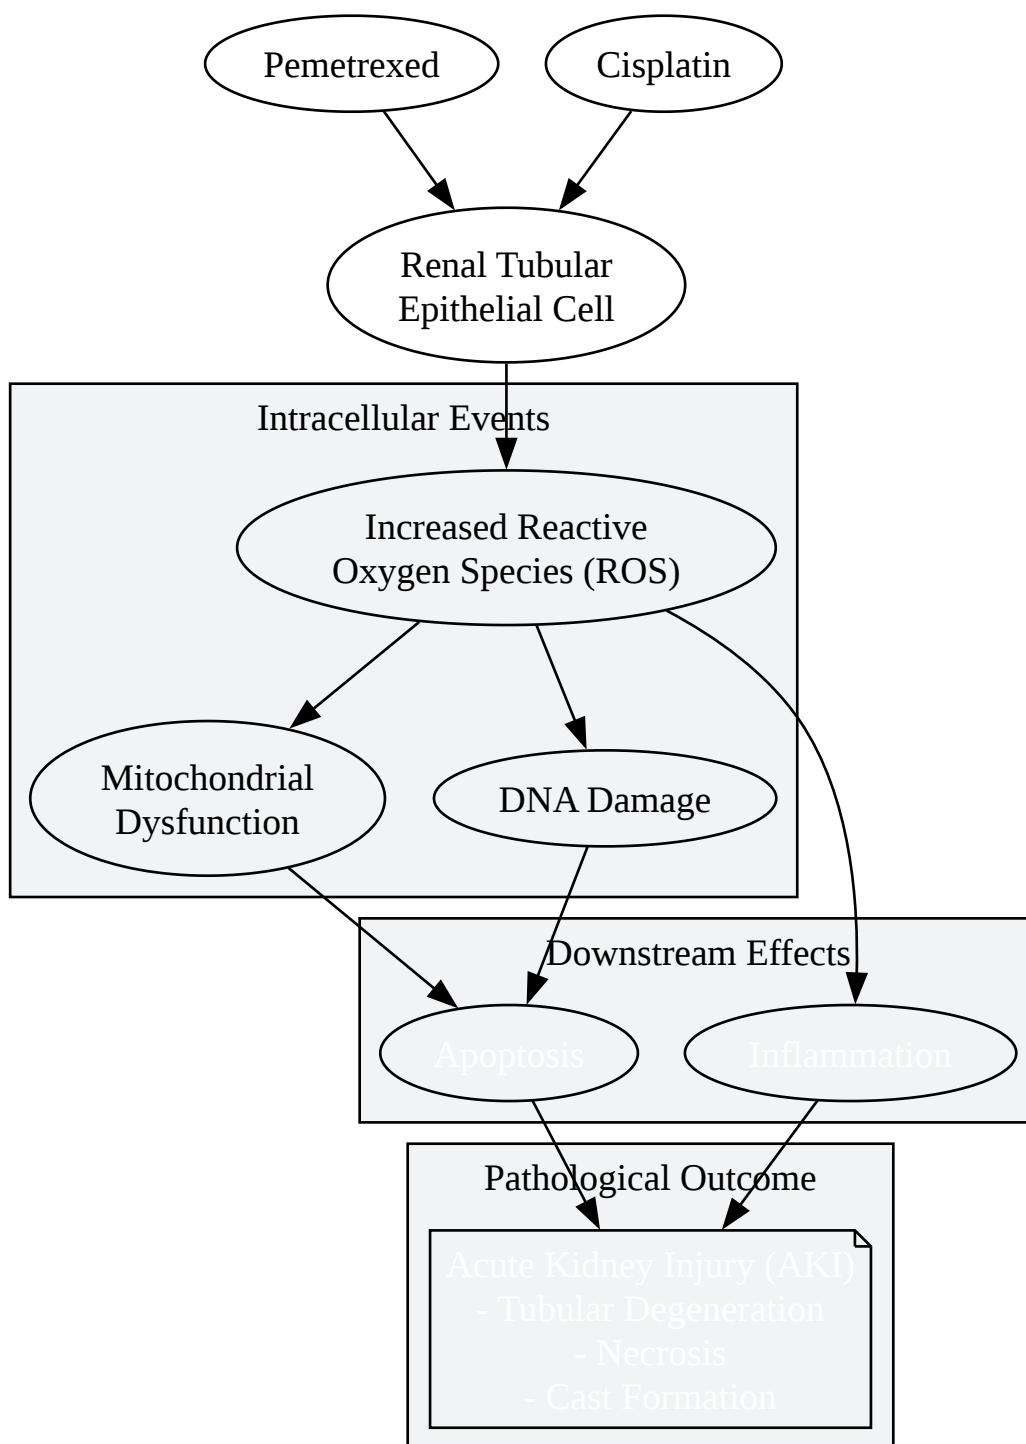 Pemetrexed
Cisplatin
Renal Tubular
Epithelial Cell
Intracellular Events
Increased Reactive
Oxygen Species (ROS)
Mitochondrial
Dysfunction
DNA Damage
Downstream Effects
Apoptosis
Inflammation
Pathological Outcome
Acute Kidney Injury (AKI)
- Tubular Degeneration
- Necrosis
- Cast Formation